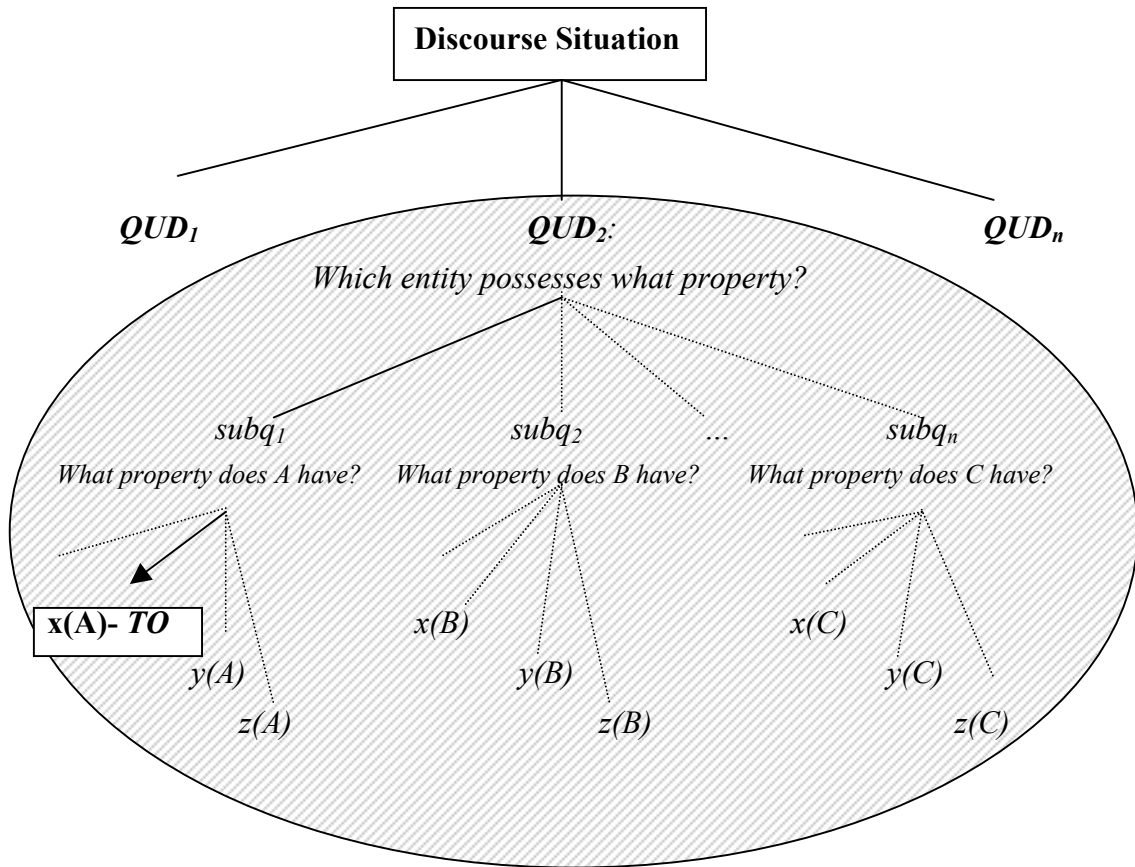 Discourse Situation
QUD1 QUD2: QUDn
Which entity possesses what property?
subq1 subq2 ... subqn
What property does A have? What property does B have? What property does C have?
x(A)- TO x(B) x(C)
y(A) y(B) y(C)
z(A) z(B) z(C)